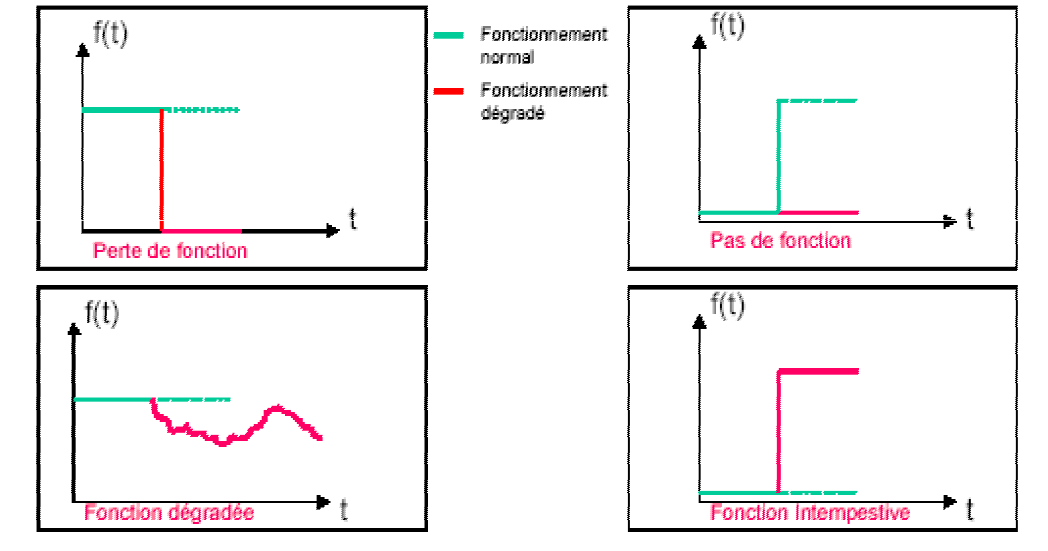 f(t)
t
Perte de fonction
Fonctionnement
normal
Fonctionnement
dégradé
f(t)
t
Pas de fonction
f(t)
t
Fonction dégradée
f(t)
t
Fonction Intempestive